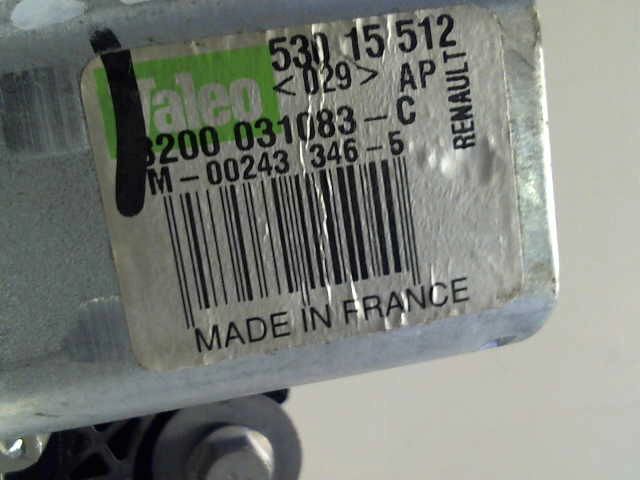 Valeo
530 15 512
<029> AP
RENAULT
8200 031083-C
M-00243 346-5
MADE IN FRANCE